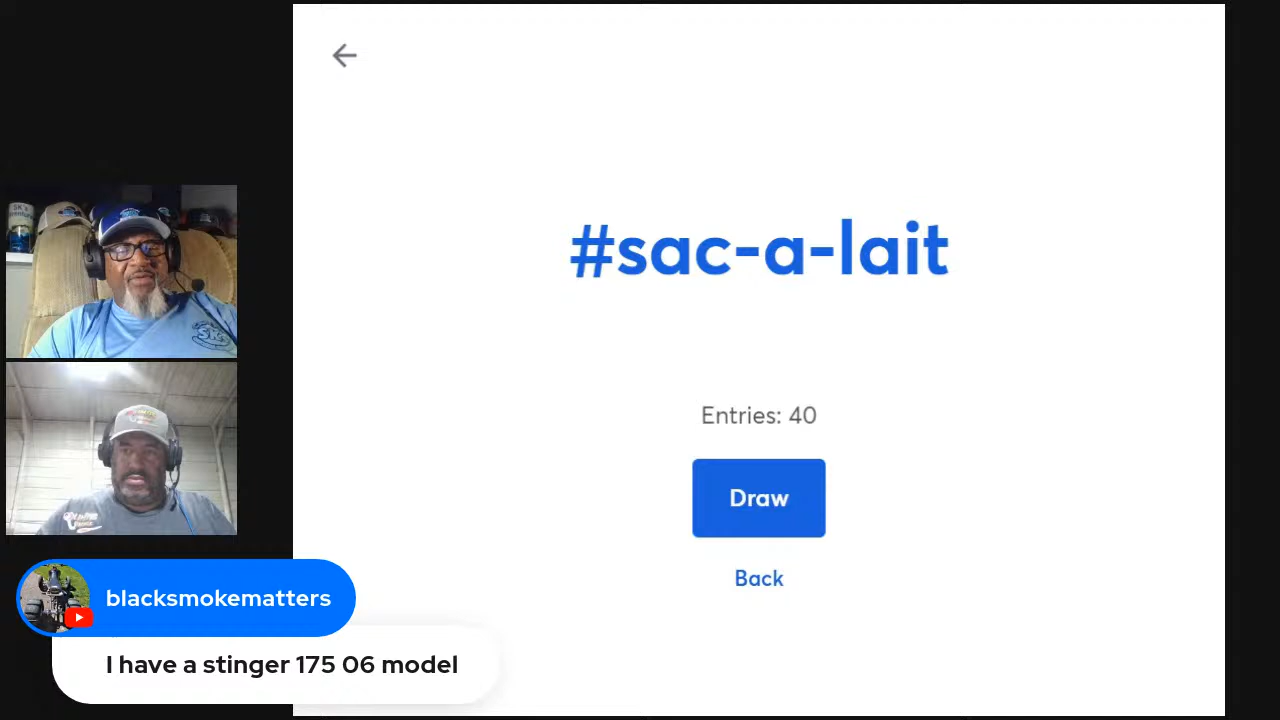 #sac-a-lait
Entries: 40
Draw
Back
blacksmokematters
I have a stinger 175 06 model